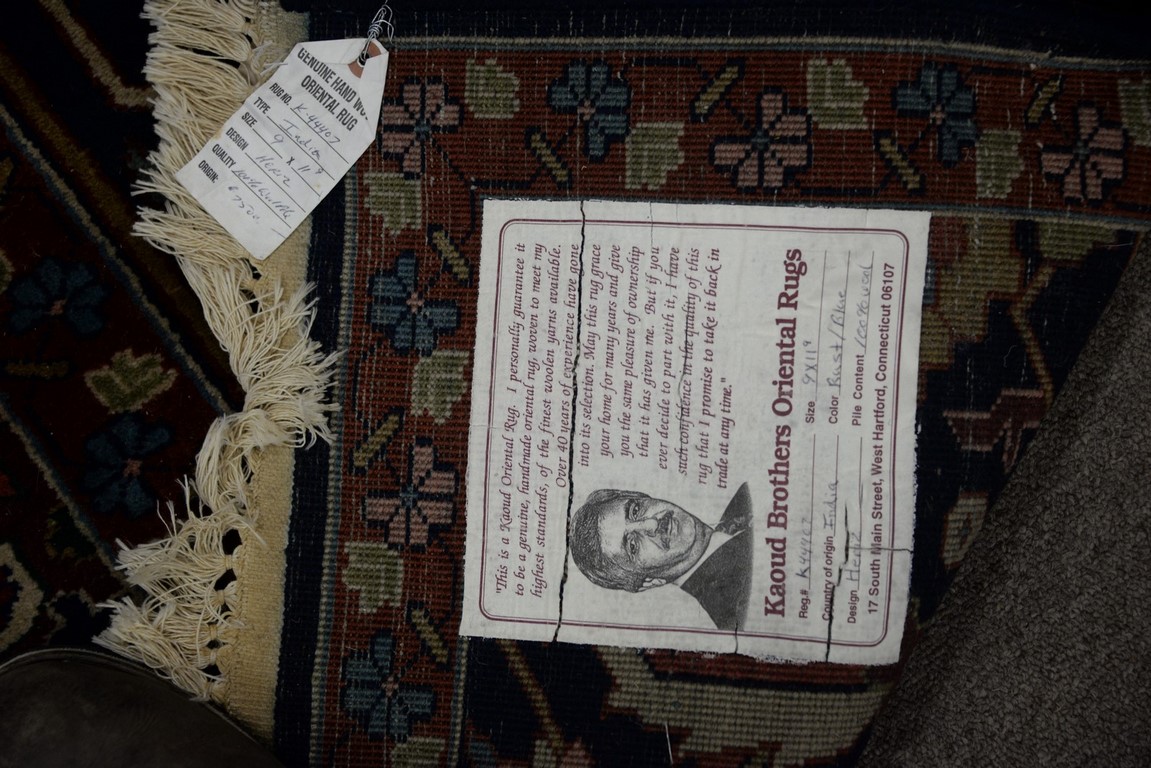 GENUINE HAND WO
ORIENTAL RUG
RUG NO. K-44407
TYPE India
SIZE 9 x 11 9
DESIGN Heriz
QUALITY 100% wool pile
ORIGIN:
"This is a Kaoud Oriental Rug. I personally guarantee it
to be a genuine, handmade oriental rug, woven to meet my
highest standards, of the finest woolen yarns available.
Over 40 years of experience have gone
into its selection. May this rug grace
your home for many years and give
you the same pleasure of ownership
that it has given me. But if you
ever decide to part with it, I have
such confidence in the quality of this
rug that I promise to take it back in
trade at any time."
Kaoud Brothers Oriental Rugs
Reg.# K44407 Size 9X11 9
Country of origin India Color Rust/Blue
Design Heriz Pile Content 100% wool
17 South Main Street, West Hartford, Connecticut 06107